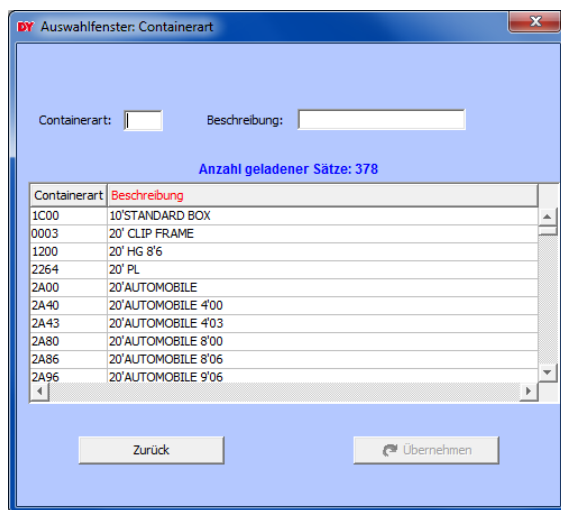 DY Auswahlfenster: Containerart
Containerart: Beschreibung:
Anzahl geladener Sätze: 378
Containerart Beschreibung
1C00 10'STANDARD BOX
0003 20' CLIP FRAME
1200 20' HG 8'6
2264 20' PL
2A00 20'AUTOMOBILE
2A40 20'AUTOMOBILE 4'00
2A43 20'AUTOMOBILE 4'03
2A80 20'AUTOMOBILE 8'00
2A86 20'AUTOMOBILE 8'06
2A96 20'AUTOMOBILE 9'06
Zurück Übernehmen